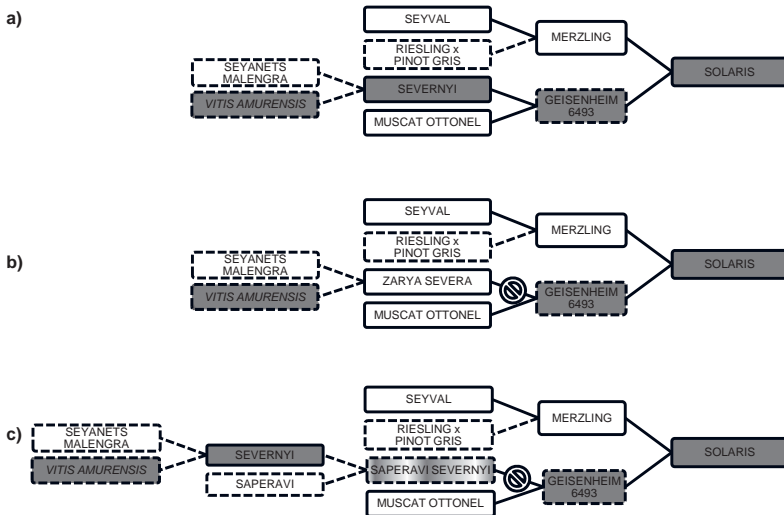 a)
SEYVAL
RIESLING x
PINOT GRIS
MERZLING
SEYANETS
MALENGRA
VITIS AMURENSIS
SEVERNYI
MUSCAT OTTONEL
GEISENHEIM
6493
SOLARIS
b)
SEYVAL
RIESLING x
PINOT GRIS
MERZLING
SEYANETS
MALENGRA
VITIS AMURENSIS
ZARYA SEVERA
MUSCAT OTTONEL
GEISENHEIM
6493
SOLARIS
c)
SEYVAL
RIESLING x
PINOT GRIS
MERZLING
SEYANETS
MALENGRA
VITIS AMURENSIS
SEVERNYI
SAPERAVI
SAPERAVI SEVERNYI
MUSCAT OTTONEL
GEISENHEIM
6493
SOLARIS